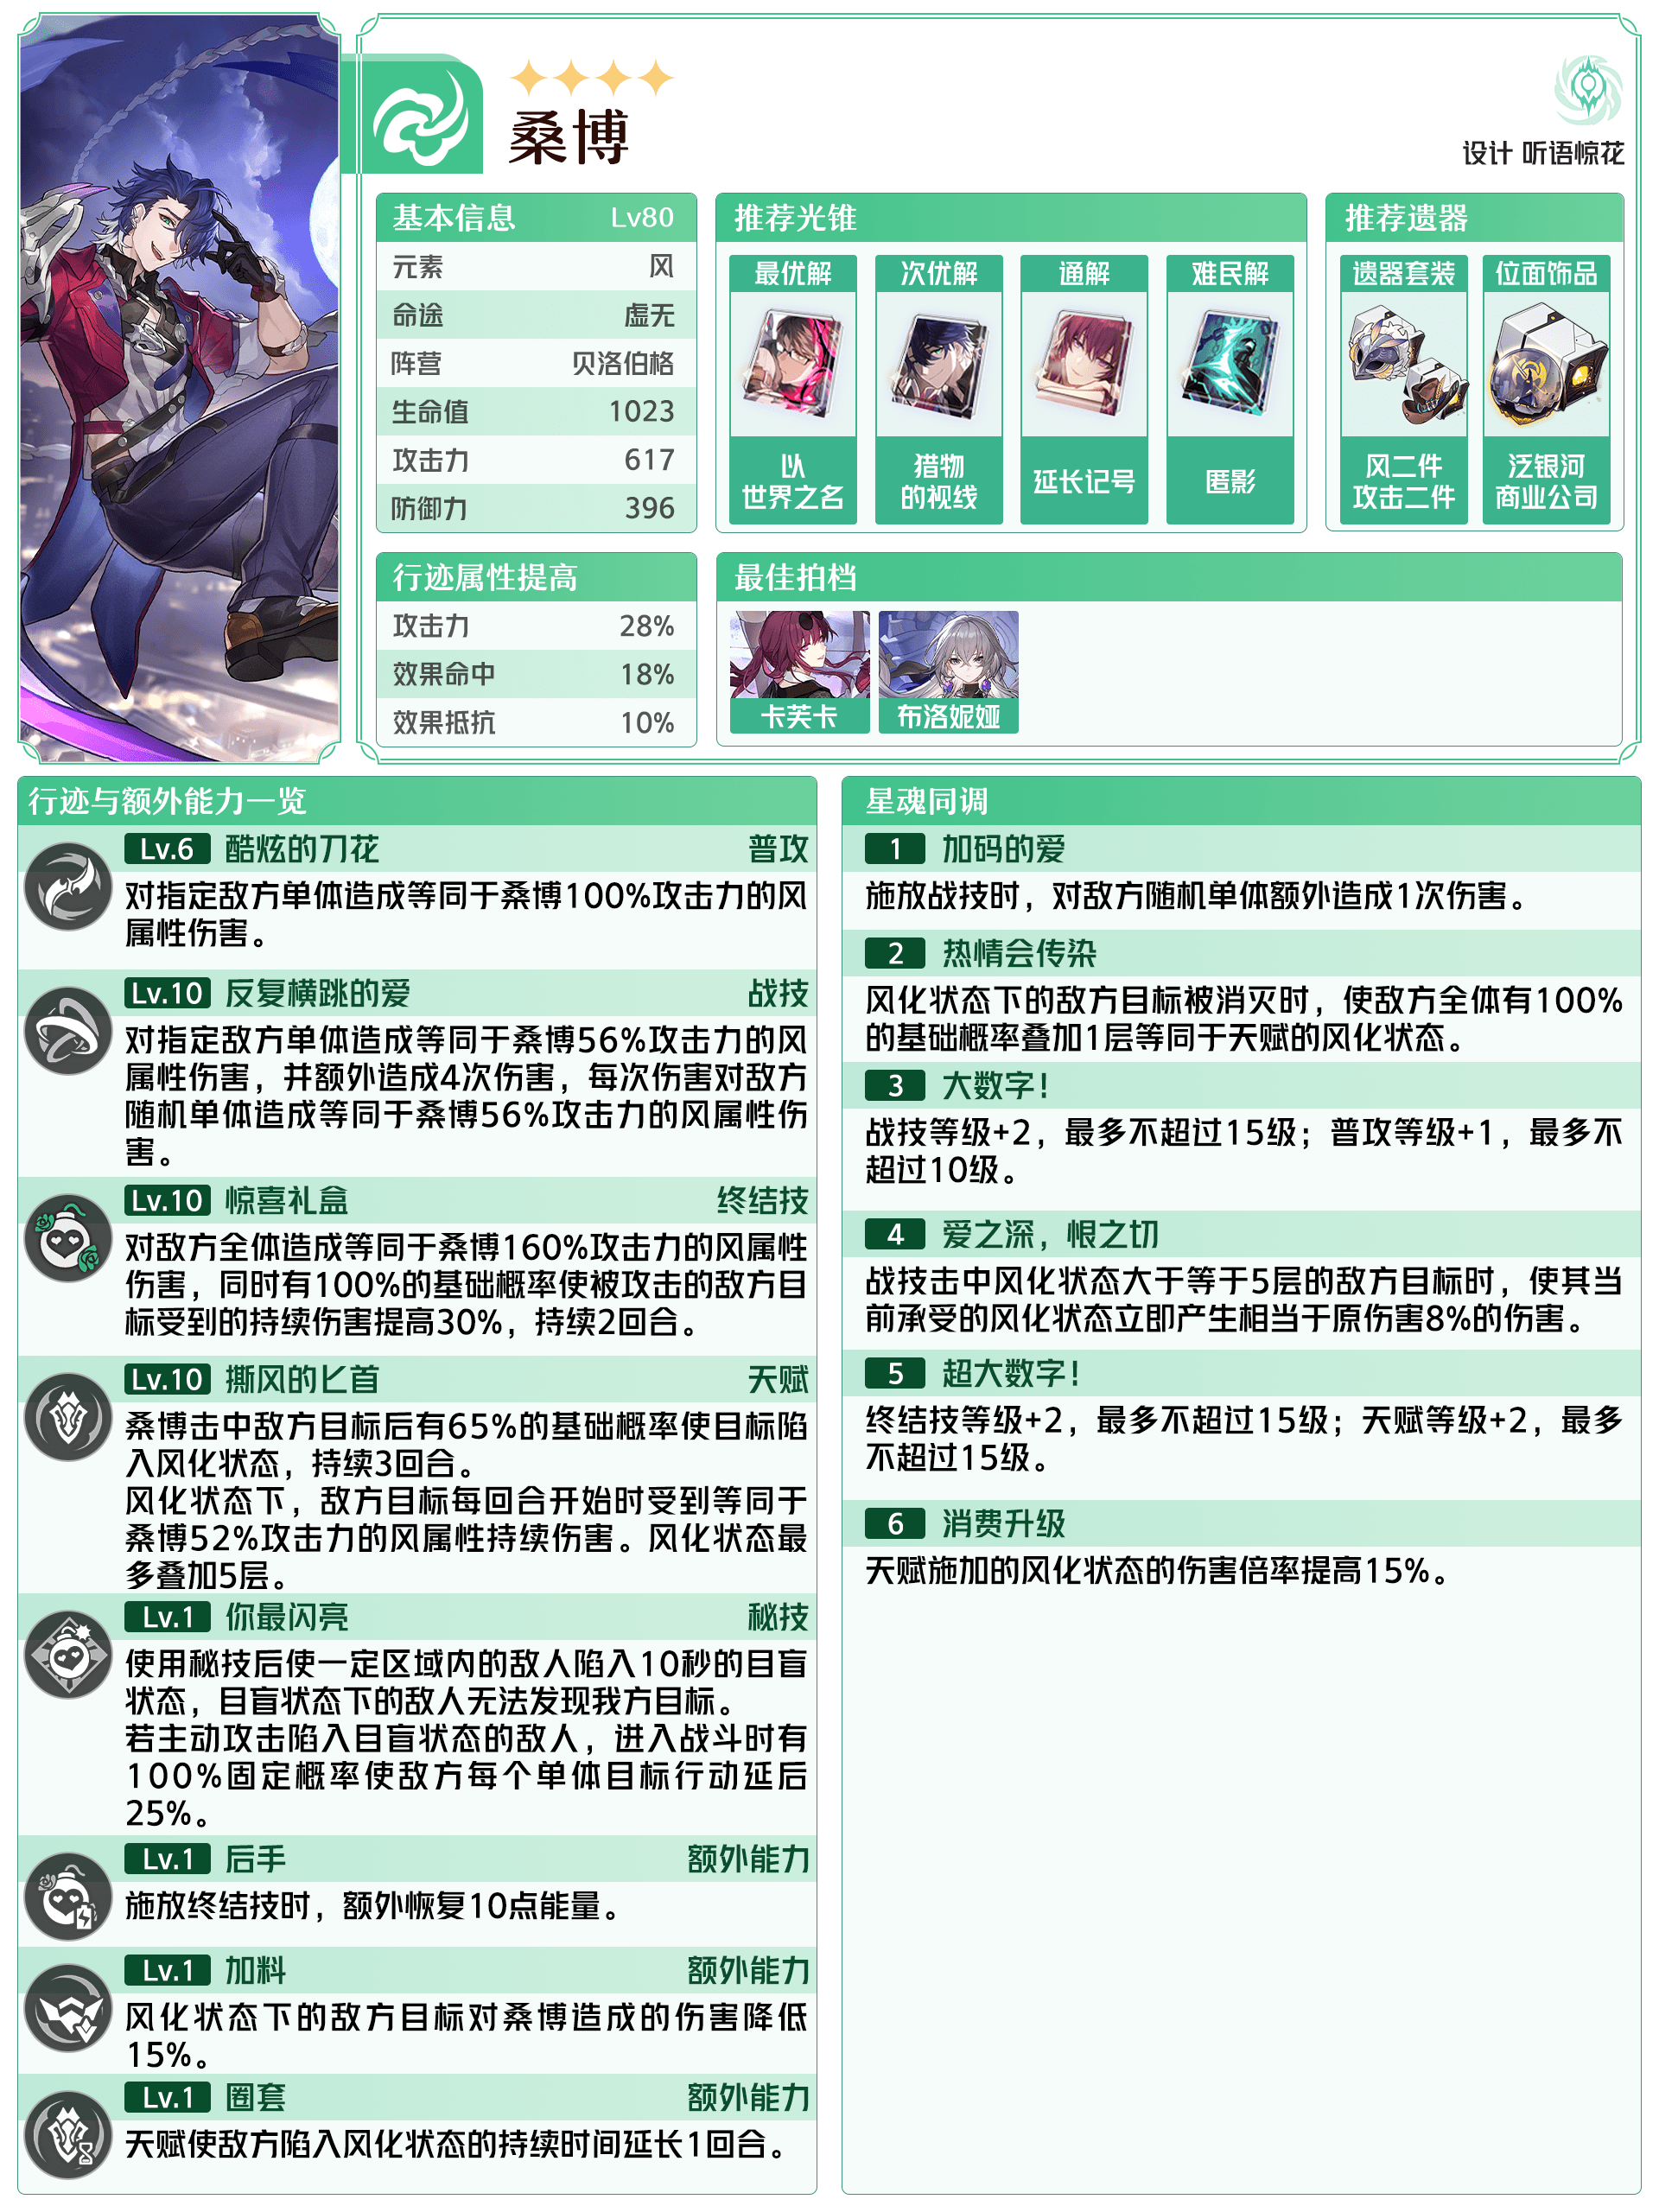 桑博
设计 听语惊花
基本信息 Lv80
元素 风
命途 虚无
阵营 贝洛伯格
生命值 1023
攻击力 617
防御力 396
推荐光锥
最优解 次优解 通解 难民解
以
世界之名
猎物
的视线
延长记号
匿影
推荐遗器
遗器套装 位面饰品
风二件
攻击二件
泛银河
商业公司
行迹属性提高
攻击力 28%
效果命中 18%
效果抵抗 10%
最佳拍档
卡芙卡 布洛妮娅
行迹与额外能力一览
Lv.6 酷炫的刀花 普攻
对指定敌方单体造成等同于桑博100%攻击力的风
属性伤害。
Lv.10 反复横跳的爱 战技
对指定敌方单体造成等同于桑博56%攻击力的风
属性伤害，并额外造成4次伤害，每次伤害对敌方
随机单体造成等同于桑博56%攻击力的风属性伤
害。
Lv.10 惊喜礼盒 终结技
对敌方全体造成等同于桑博160%攻击力的风属性
伤害，同时有100%的基础概率使被攻击的敌方目
标受到的持续伤害提高30%，持续2回合。
Lv.10 撕风的匕首 天赋
桑博击中敌方目标后有65%的基础概率使目标陷
入风化状态，持续3回合。
风化状态下，敌方目标每回合开始时受到等同于
桑博52%攻击力的风属性持续伤害。风化状态最
多叠加5层。
Lv.1 你最闪亮 秘技
使用秘技后使一定区域内的敌人陷入10秒的目盲
状态，目盲状态下的敌人无法发现我方目标。
若主动攻击陷入目盲状态的敌人，进入战斗时有
100%固定概率使敌方每个单体目标行动延后
25%。
Lv.1 后手 额外能力
施放终结技时，额外恢复10点能量。
Lv.1 加料 额外能力
风化状态下的敌方目标对桑博造成的伤害降低
15%。
Lv.1 圈套 额外能力
天赋使敌方陷入风化状态的持续时间延长1回合。
星魂同调
1 加码的爱
施放战技时，对敌方随机单体额外造成1次伤害。
2 热情会传染
风化状态下的敌方目标被消灭时，使敌方全体有100%
的基础概率叠加1层等同于天赋的风化状态。
3 大数字！
战技等级+2，最多不超过15级；普攻等级+1，最多不
超过10级。
4 爱之深，恨之切
战技击中风化状态大于等于5层的敌方目标时，使其当
前承受的风化状态立即产生相当于原伤害8%的伤害。
5 超大数字！
终结技等级+2，最多不超过15级；天赋等级+2，最多
不超过15级。
6 消费升级
天赋施加的风化状态的伤害倍率提高15%。